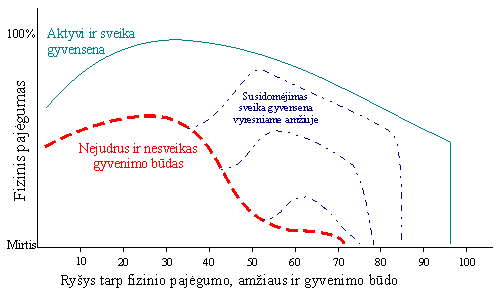 100%
Aktyvi ir sveika
gyvensena
Fizinis pajėgumas
Susidomėjimas
sveika gyvensena
vyresniame amžiuje
Nejudrus ir nesveikas
gyvenimo būdas
Mirtis
10 20 30 40 50 60 70 80 90 100
Ryšys tarp fizinio pajėgumo, amžiaus ir gyvenimo būdo